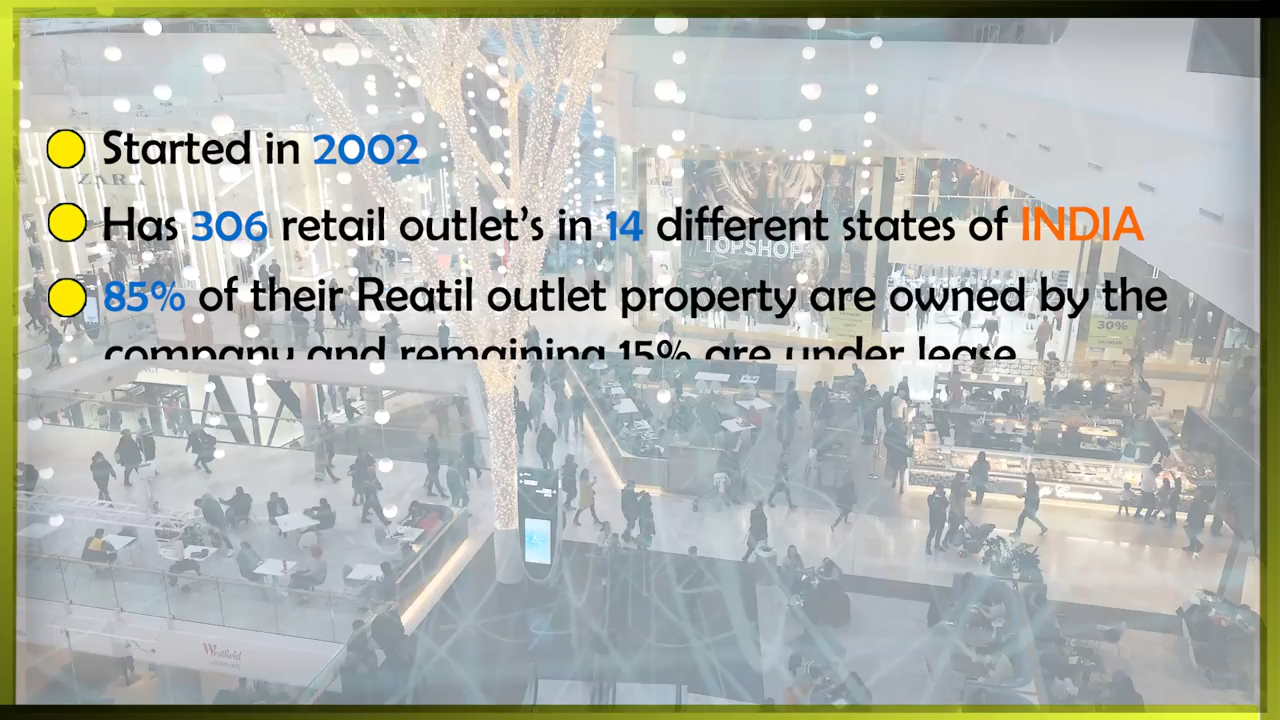 Started in 2002
Has 306 retail outlet's in 14 different states of INDIA
85% of their Reatil outlet property are owned by the
company and remaining 15% are under lease
ZARA
TOPSHOP
30%
Westfield